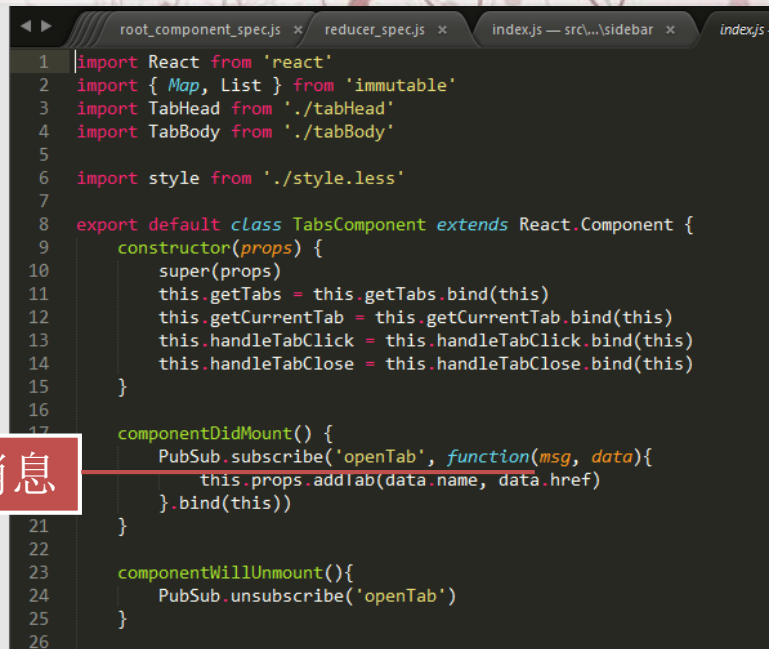 root_component_spec.js × reducer_spec.js × index.js — src\...\sidebar × index.js -
1 import React from 'react'
2 import { Map, List } from 'immutable'
3 import TabHead from './tabHead'
4 import TabBody from './tabBody'
5
6 import style from './style.less'
7
8 export default class TabsComponent extends React.Component {
9 constructor(props) {
10 super(props)
11 this.getTabs = this.getTabs.bind(this)
12 this.getCurrentTab = this.getCurrentTab.bind(this)
13 this.handleTabClick = this.handleTabClick.bind(this)
14 this.handleTabClose = this.handleTabClose.bind(this)
15 }
16
17 componentDidMount() {
PubSub.subscribe('openTab', function(msg, data){
息
this.props.addTab(data.name, data.href)
}.bind(this))
21 }
22
23 componentWillUnmount(){
24 PubSub.unsubscribe('openTab')
25 }
26